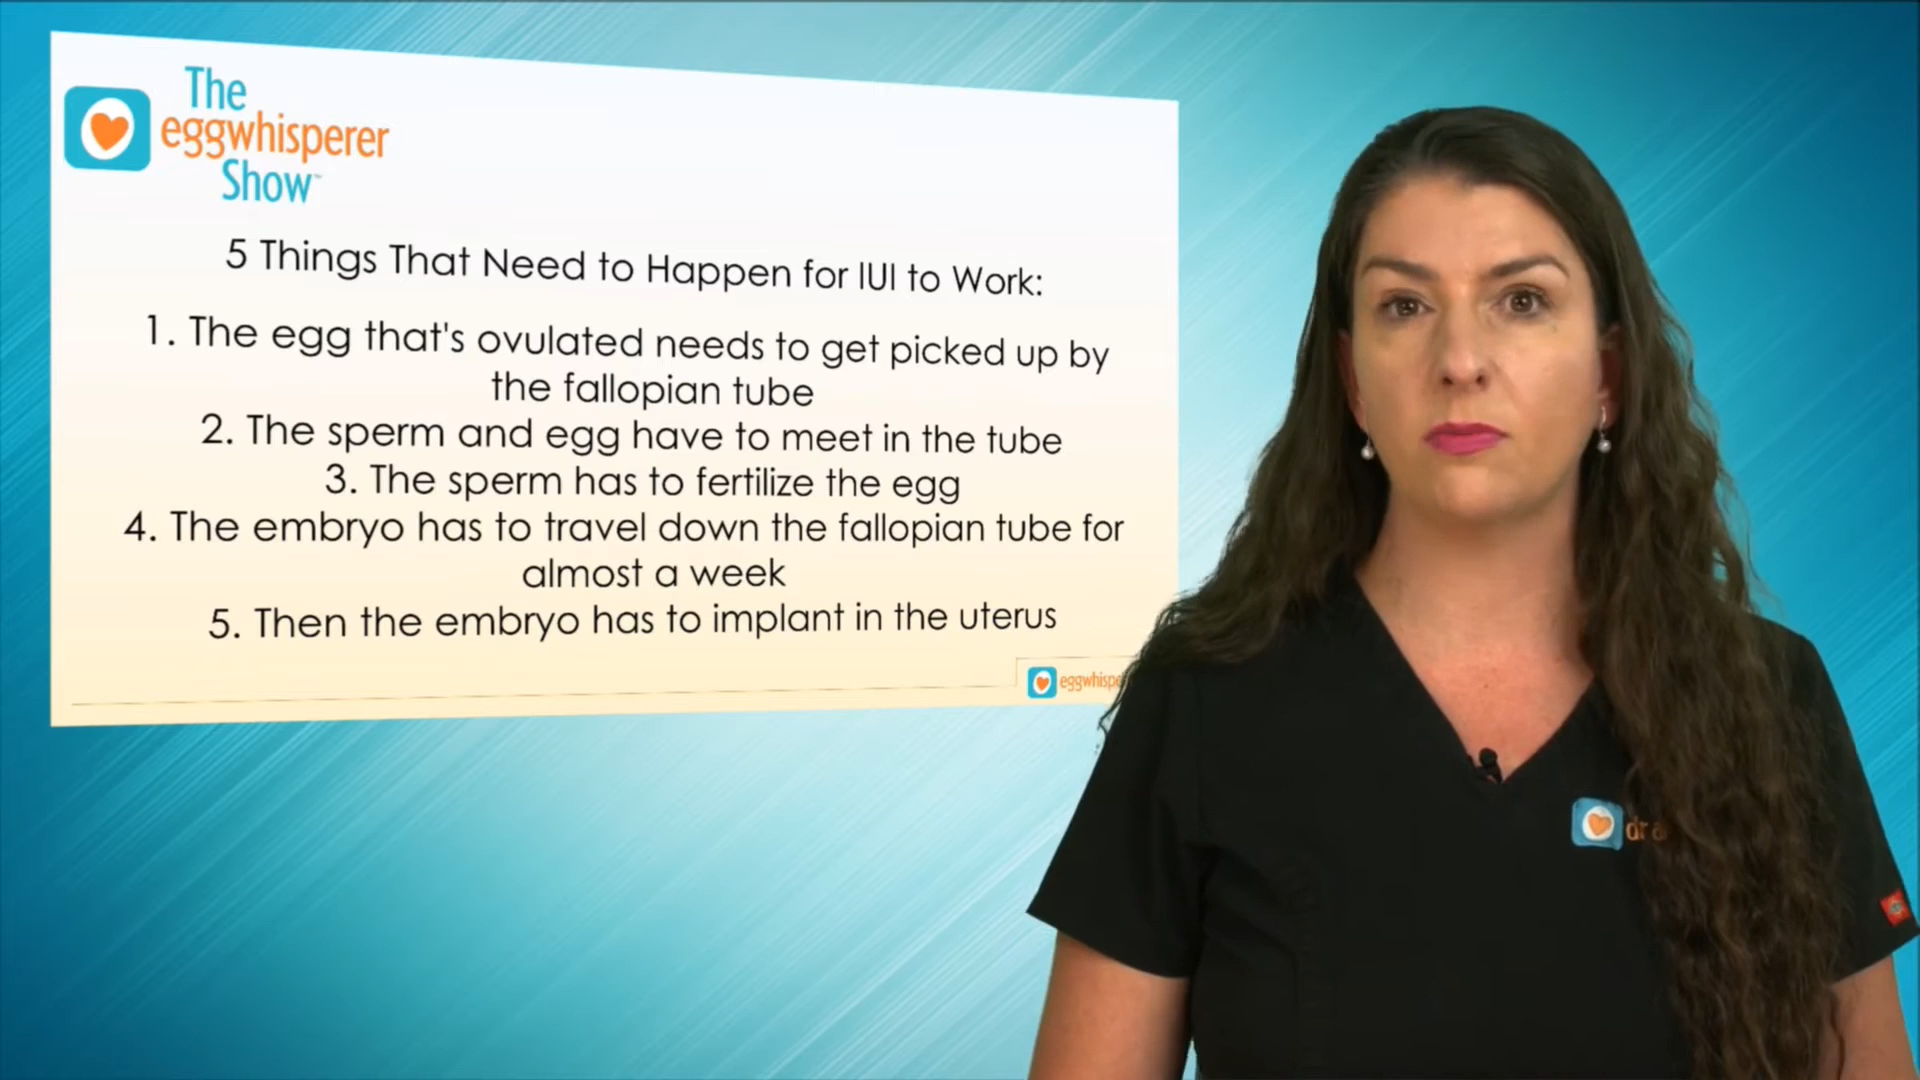 The
eggwhisperer
Show™
5 Things That Need to Happen for IUI to Work:
1. The egg that's ovulated needs to get picked up by
the fallopian tube
2. The sperm and egg have to meet in the tube
3. The sperm has to fertilize the egg
4. The embryo has to travel down the fallopian tube for
almost a week
5. Then the embryo has to implant in the uterus
eggwhispe
dr a